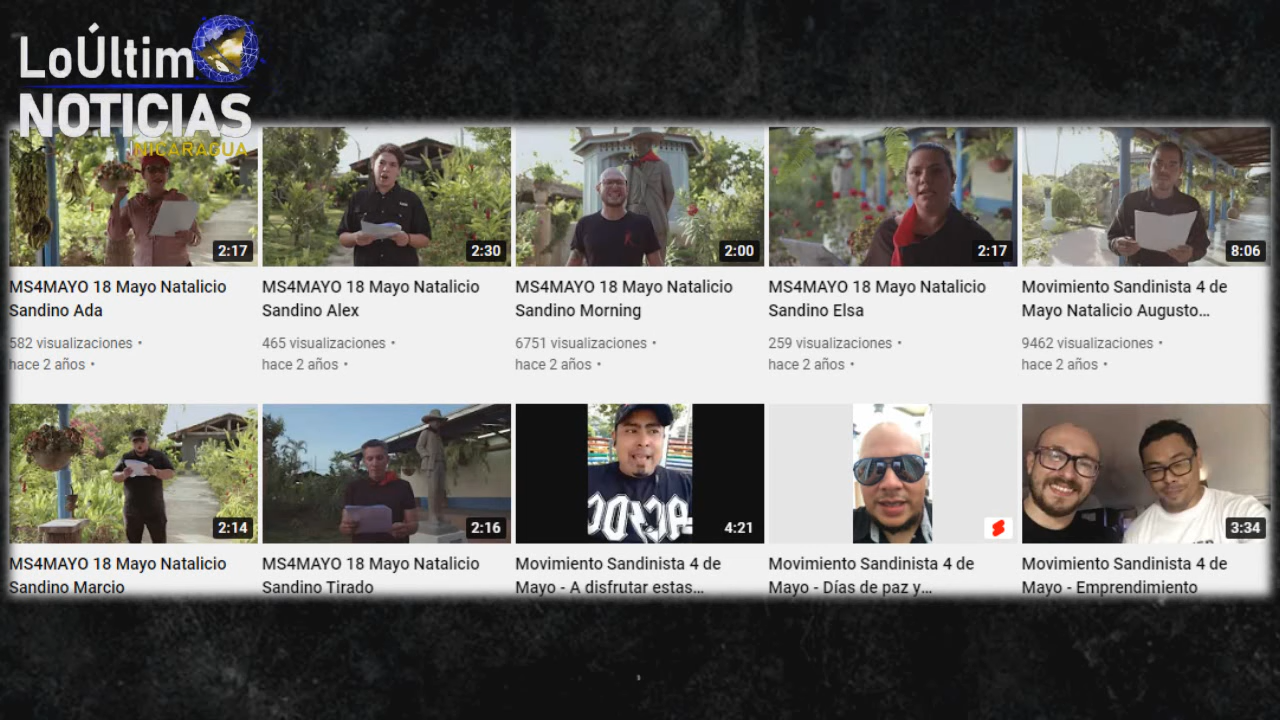 LoÚltimo
NOTICIAS
NICARAGUA
2:17
2:30
2:00
2:17
8:06
MS4MAYO 18 Mayo Natalicio
Sandino Ada
582 visualizaciones •
hace 2 años •
MS4MAYO 18 Mayo Natalicio
Sandino Alex
465 visualizaciones •
hace 2 años •
MS4MAYO 18 Mayo Natalicio
Sandino Morning
6751 visualizaciones •
hace 2 años •
MS4MAYO 18 Mayo Natalicio
Sandino Elsa
259 visualizaciones •
hace 2 años •
Movimiento Sandinista 4 de
Mayo Natalicio Augusto...
9462 visualizaciones •
hace 2 años •
2:14
2:16
4:21
3:34
MS4MAYO 18 Mayo Natalicio
Sandino Marcio
MS4MAYO 18 Mayo Natalicio
Sandino Tirado
Movimiento Sandinista 4 de
Mayo - A disfrutar estas...
Movimiento Sandinista 4 de
Mayo - Días de paz y...
Movimiento Sandinista 4 de
Mayo - Emprendimiento